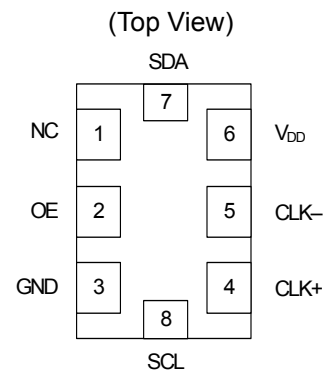 (Top View)
SDA
7
NC 1 6 VDD
OE 2 5 CLK–
GND 3 4 CLK+
8
SCL